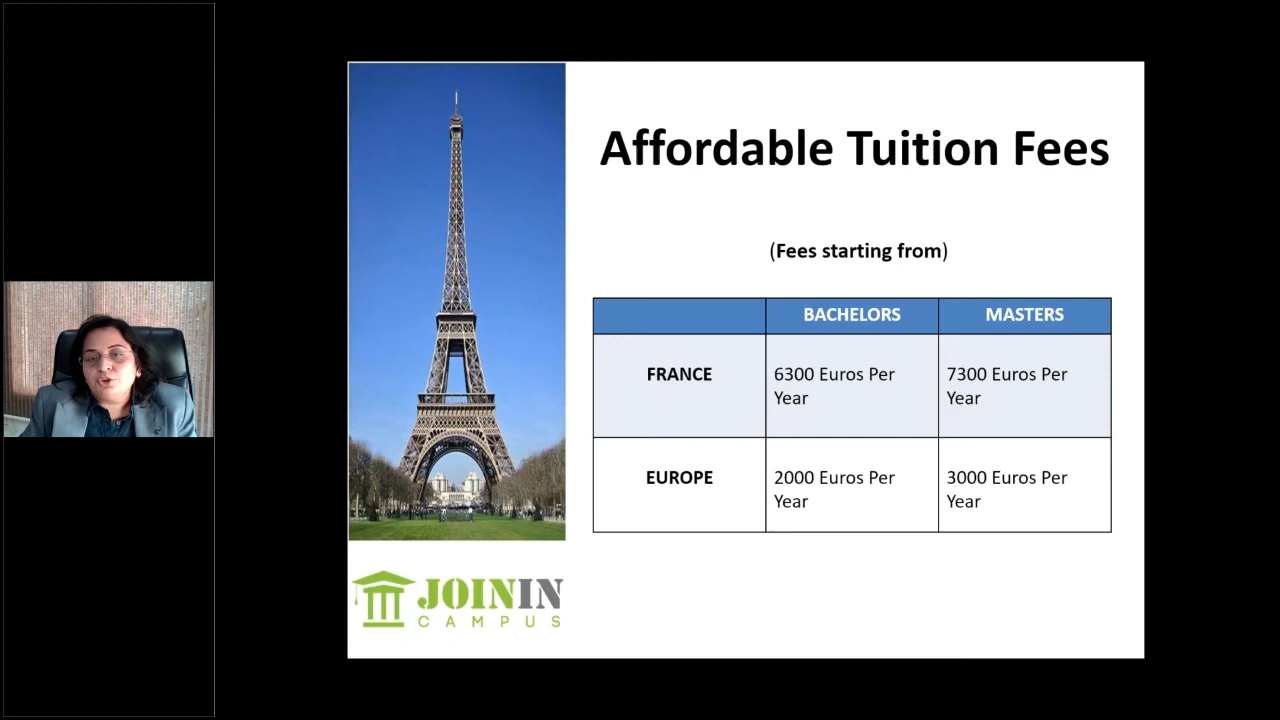 Affordable Tuition Fees
(Fees starting from)
BACHELORS MASTERS
FRANCE 6300 Euros Per Year 7300 Euros Per Year
EUROPE 2000 Euros Per Year 3000 Euros Per Year
JOININ
CAMPUS